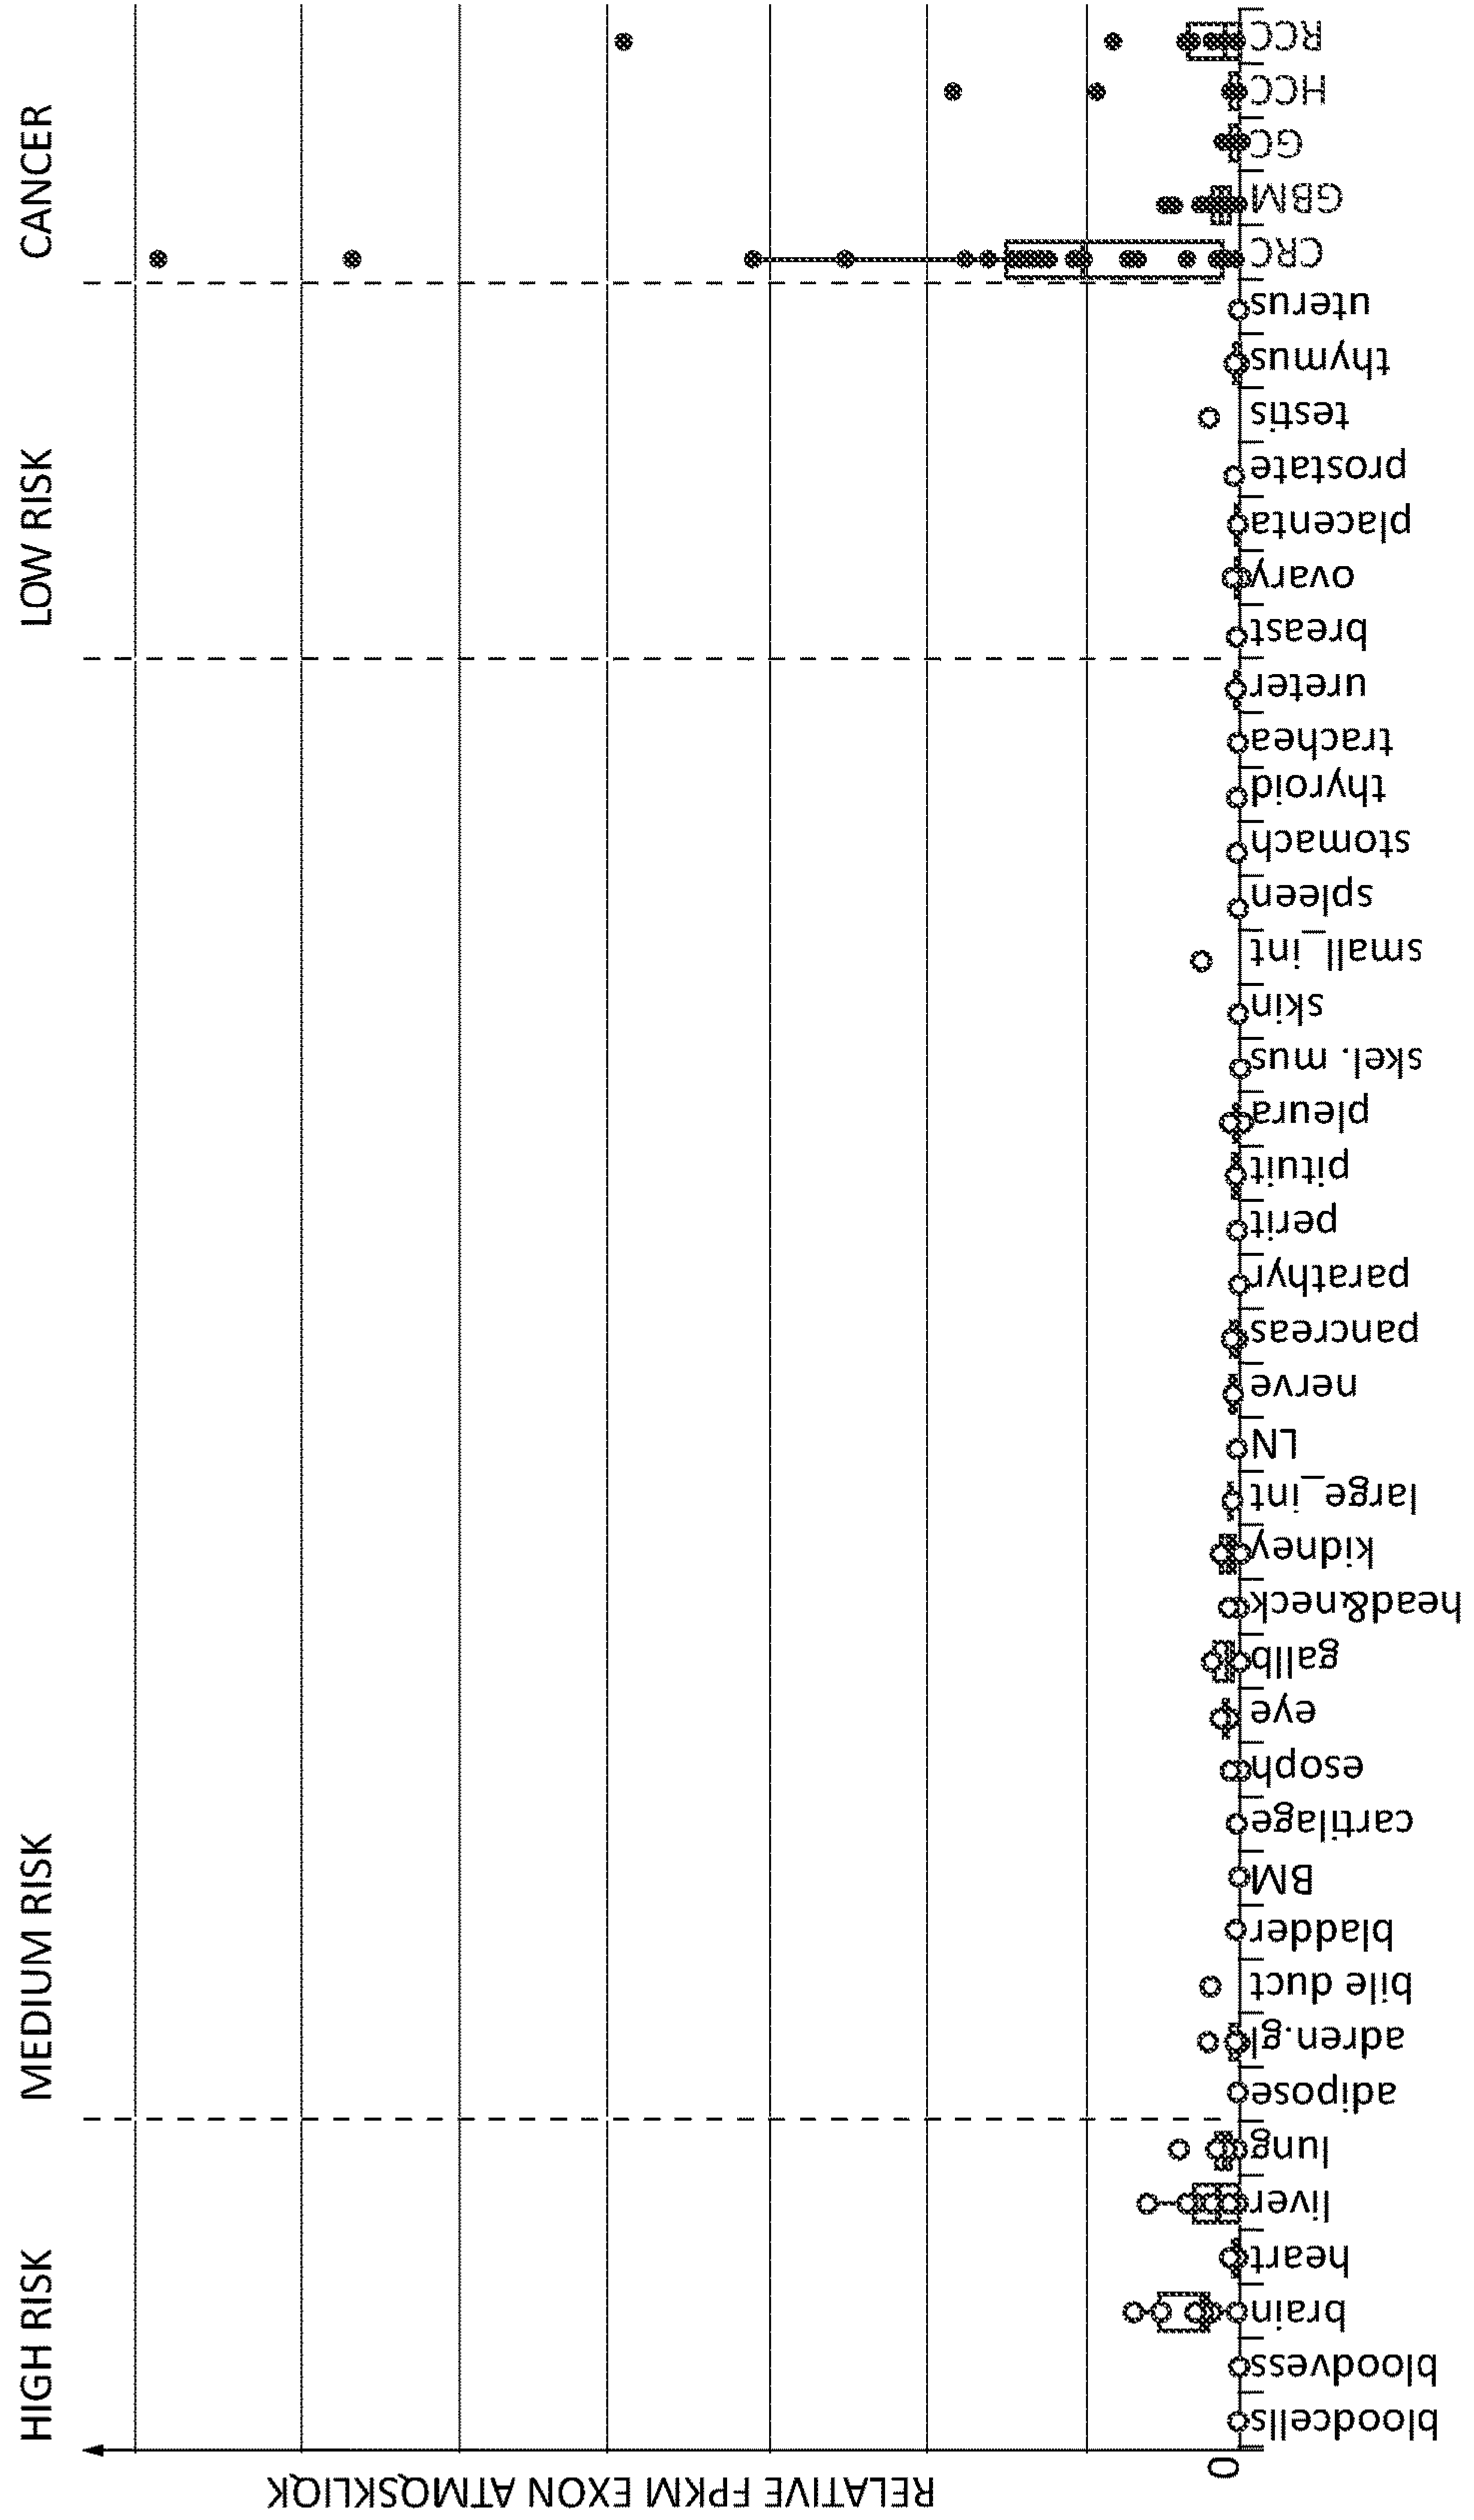 HIGH RISK
MEDIUM RISK
LOW RISK
CANCER
RELATIVE FPKM EXON ATMQSKLIQK
0
bloodcells
bloodvess
brain
heart
liver
lung
adipose
adren.gl
bile duct
bladder
BM
cartilage
esoph
eye
gallb
head&neck
kidney
large_int
LN
nerve
pancreas
parathyr
perit
pituit
pleura
skel. mus
skin
small_int
spleen
stomach
thyroid
trachea
ureter
breast
ovary
placenta
prostate
testis
thymus
uterus
CRC
GBM
GC
HCC
RCC